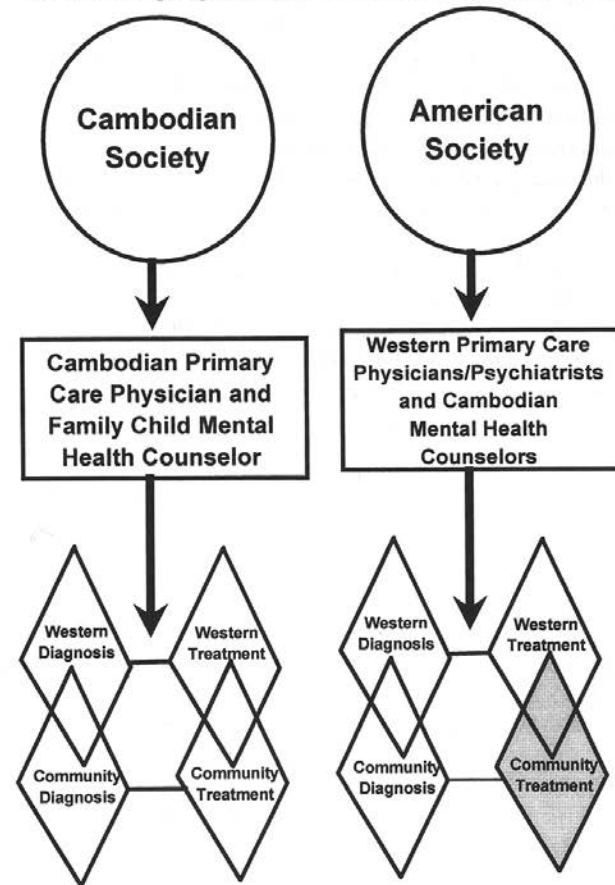 Cambodian
Society
American
Society
Cambodian Primary
Care Physician and
Family Child Mental
Health Counselor
Western Primary Care
Physicians/Psychiatrists
and Cambodian
Mental Health
Counselors
Western
Diagnosis
Western
Treatment
Community
Diagnosis
Community
Treatment
Western
Diagnosis
Western
Treatment
Community
Diagnosis
Community
Treatment